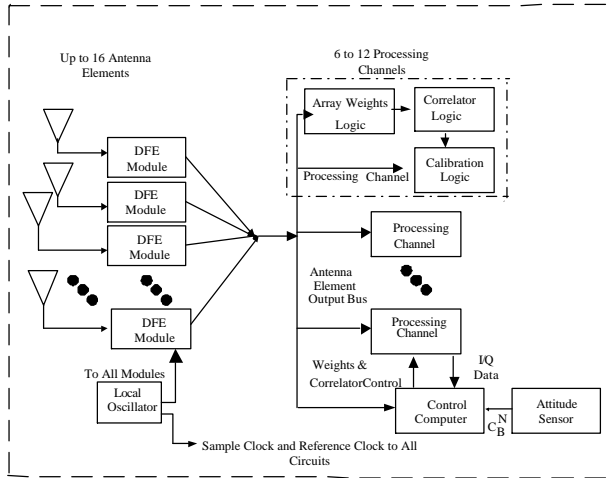 Up to 16 Antenna
Elements
6 to 12 Processing
Channels
Array Weights
Logic
Correlator
Logic
Processing Channel
Calibration
Logic
DFE
Module
DFE
Module
DFE
Module
DFE
Module
Processing
Channel
Antenna
Element
Output Bus
Processing
Channel
To All Modules
Local
Oscillator
Weights &
CorrelatorControl
I/Q
Data
Control
Computer
C N B
Attitude
Sensor
Sample Clock and Reference Clock to All
Circuits